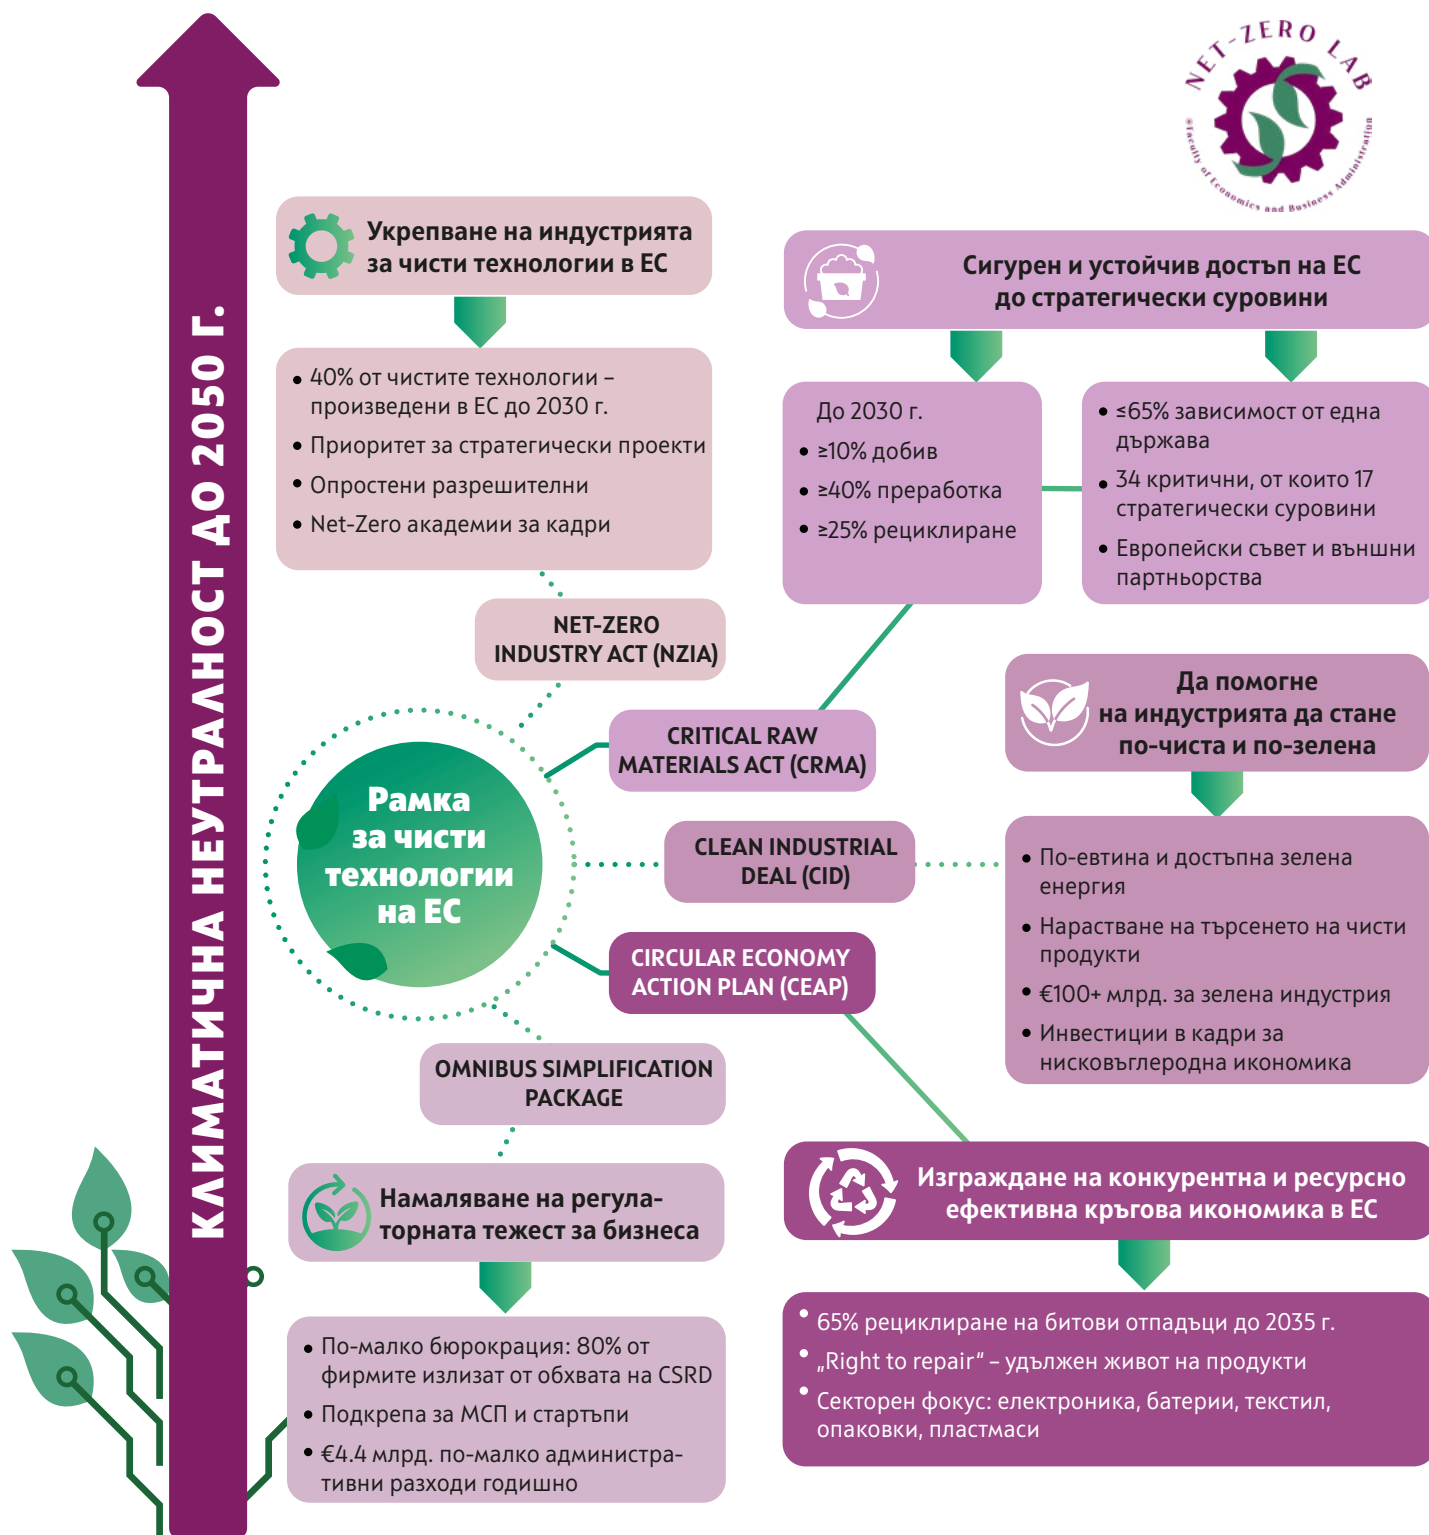 NET-ZERO LAB
®Faculty of Economics and Business Administration
КЛИМАТИЧНА НЕУТРАЛНОСТ ДО 2050 Г.
Укрепване на индустрията
за чисти технологии в ЕС
• 40% от чистите технологии –
произведени в ЕС до 2030 г.
• Приоритет за стратегически проекти
• Опростени разрешителни
• Net-Zero академии за кадри
Сигурен и устойчив достъп на ЕС
до стратегически суровини
До 2030 г.
• ≥10% добив
• ≥40% преработка
• ≥25% рециклиране
• ≤65% зависимост от една
държава
• 34 критични, от които 17
стратегически суровини
• Европейски съвет и външни
партньорства
NET-ZERO
INDUSTRY ACT (NZIA)
CRITICAL RAW
MATERIALS ACT (CRMA)
Да помогне
на индустрията да стане
по-чиста и по-зелена
Рамка
за чисти
технологии
на ЕС
CLEAN INDUSTRIAL
DEAL (CID)
• По-евтина и достъпна зелена
енергия
• Нарастване на търсенето на чисти
продукти
• €100+ млрд. за зелена индустрия
• Инвестиции в кадри за
нисковъглеродна икономика
CIRCULAR ECONOMY
ACTION PLAN (CEAP)
OMNIBUS SIMPLIFICATION
PACKAGE
Намаляване на регула-
торната тежест за бизнеса
• По-малко бюрокрация: 80% от
фирмите излизат от обхвата на CSRD
• Подкрепа за МСП и стартъпи
• €4.4 млрд. по-малко администра-
тивни разходи годишно
Изграждане на конкурентна и ресурсно
ефективна кръгова икономика в ЕС
• 65% рециклиране на битови отпадъци до 2035 г.
• „Right to repair“ – удължен живот на продукти
• Секторен фокус: електроника, батерии, текстил,
опаковки, пластмаси